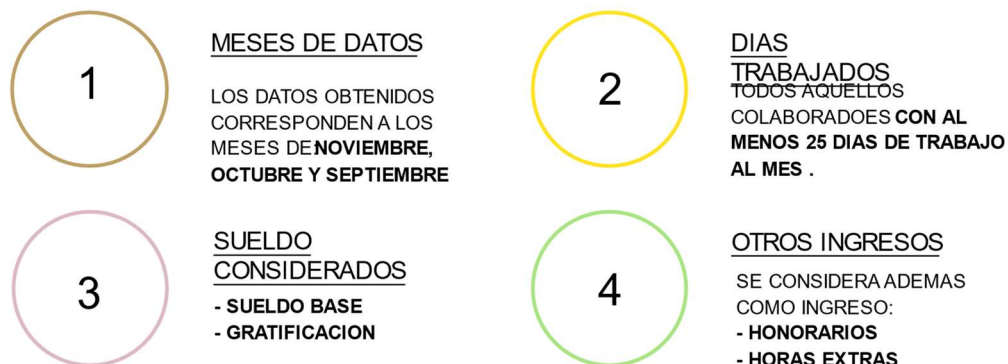 1
MESES DE DATOS
LOS DATOS OBTENIDOS
CORRESPONDEN A LOS
MESES DE:NOVIEMBRE,
OCTUBRE Y SEPTIEMBRE
2
DIAS
TRABAJADOS
TODOS AQUELLOS
COLABORADOES CON AL
MENOS 25 DIAS DE TRABAJO
AL MES .
3
SUELDO
CONSIDERADOS
- SUELDO BASE
- GRATIFICACION
4
OTROS INGRESOS
SE CONSIDERA ADEMAS
COMO INGRESO:
- HONORARIOS
- HORAS EXTRAS